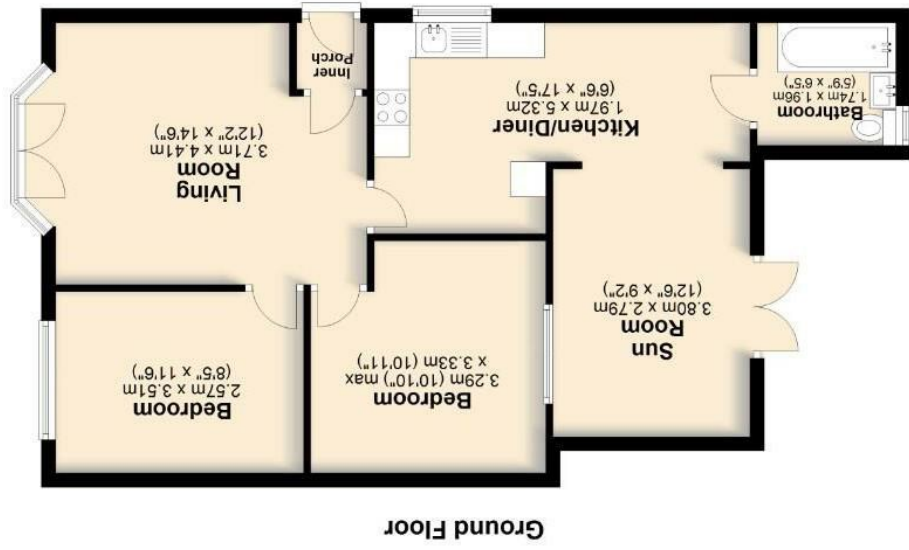 Ground Floor
Sun
Room
3.80m x 2.79m
(12'6" x 9'2")
Bedroom
3.29m (10'10") max
x 3.33m (10'11")
Bedroom
2.57m x 3.51m
(8'5" x 11'6")
Bathroom
1.74m x 1.96m
(5'9" x 6'5")
Kitchen/Diner
1.97m x 5.32m
(6'6" x 17'5")
Inner
Porch
Living
Room
3.71m x 4.41m
(12'2" x 14'6")